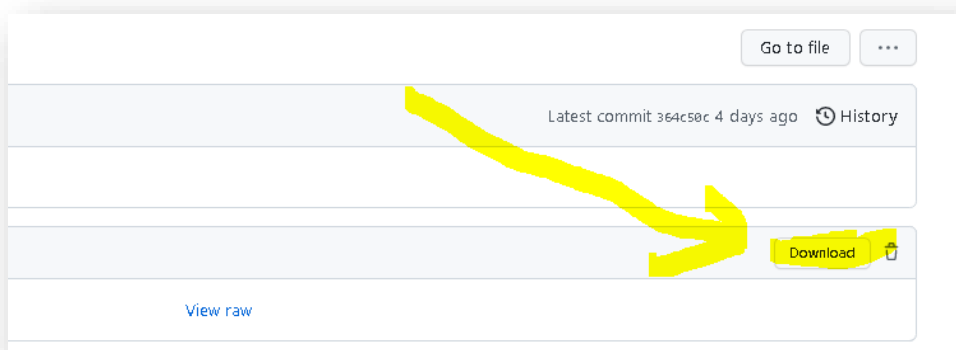 Go to file ...
Latest commit 364c50c 4 days ago History
Download
View raw